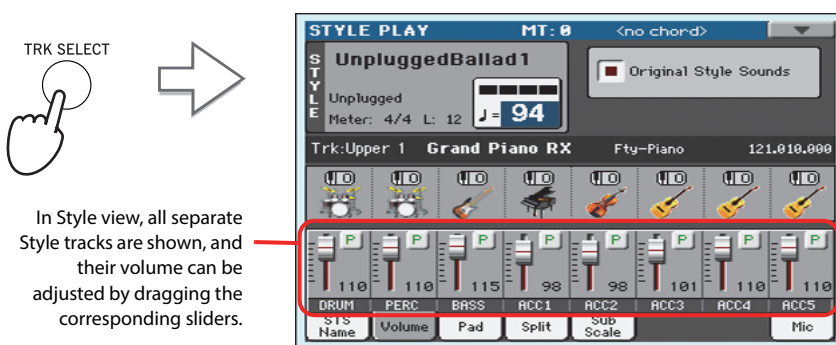 TRK SELECT
In Style view, all separate
Style tracks are shown, and
their volume can be
adjusted by dragging the
corresponding sliders.
STYLE PLAY MT: 0 <no chord>
STYLE
UnpluggedBallad1
Unplugged
Meter: 4/4 L: 12 ♩= 94
Original Style Sounds
Trk:Upper 1 Grand Piano RX Fty-Piano 121.010.000
P P P P P P P P
110 110 115 98 98 101 110 110
DRUM PERC BASS ACC1 ACC2 ACC3 ACC4 ACC5
STS Name Volume Pad Split Sub Scale Mic